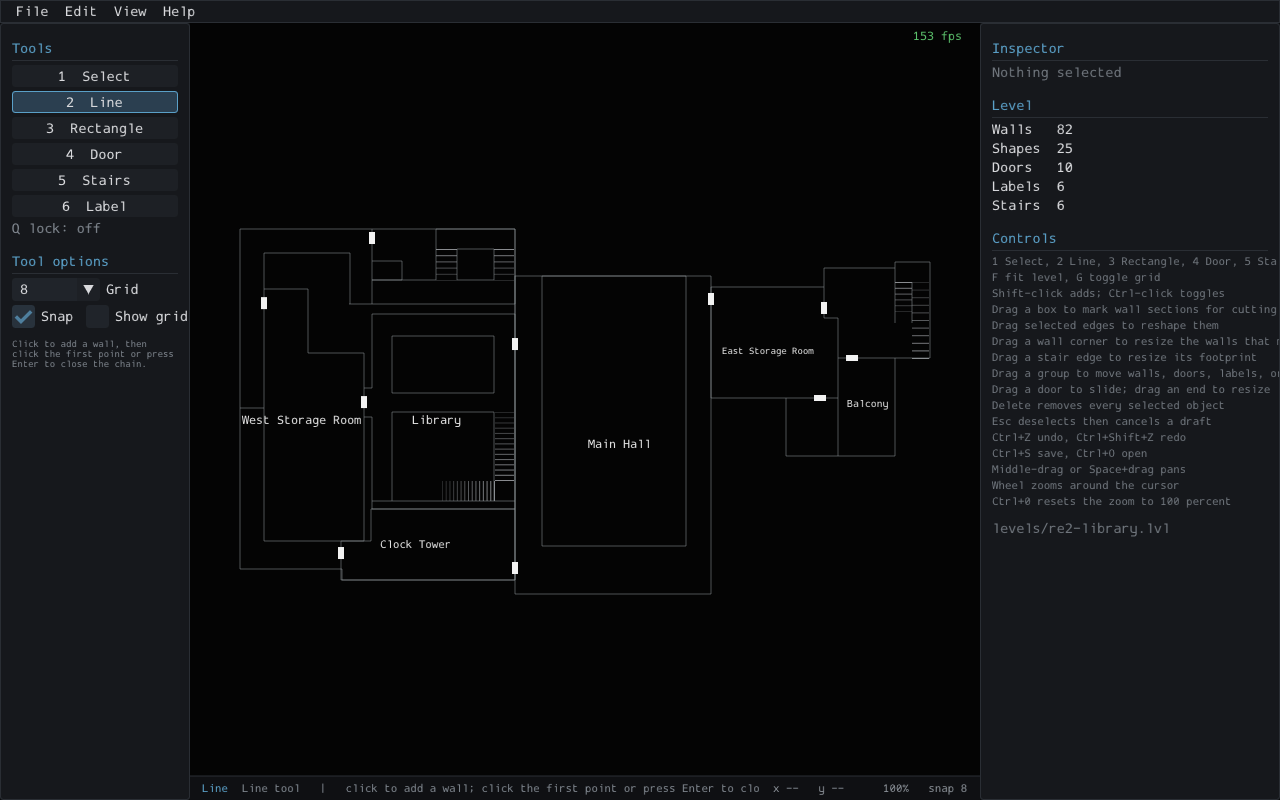 File Edit View Help
Tools
1 Select
2 Line
3 Rectangle
4 Door
5 Stairs
6 Label
Q lock: off
Tool options
8 ▼ Grid
Snap Show grid
Click to add a wall, then
click the first point or press
Enter to close the chain.
153 fps
East Storage Room
Balcony
West Storage Room
Library
Main Hall
Clock Tower
Line Line tool | click to add a wall; click the first point or press Enter to clo x -- y -- 100% snap 8
Inspector
Nothing selected
Level
Walls 82
Shapes 25
Doors 10
Labels 6
Stairs 6
Controls
1 Select, 2 Line, 3 Rectangle, 4 Door, 5 Sta
F fit level, G toggle grid
Shift-click adds; Ctrl-click toggles
Drag a box to mark wall sections for cutting
Drag selected edges to reshape them
Drag a wall corner to resize the walls that
Drag a stair edge to resize its footprint
Drag a group to move walls, doors, labels, o
Drag a door to slide; drag an end to resize
Delete removes every selected object
Esc deselects then cancels a draft
Ctrl+Z undo, Ctrl+Shift+Z redo
Ctrl+S save, Ctrl+O open
Middle-drag or Space+drag pans
Wheel zooms around the cursor
Ctrl+0 resets the zoom to 100 percent
levels/re2-library.lvl